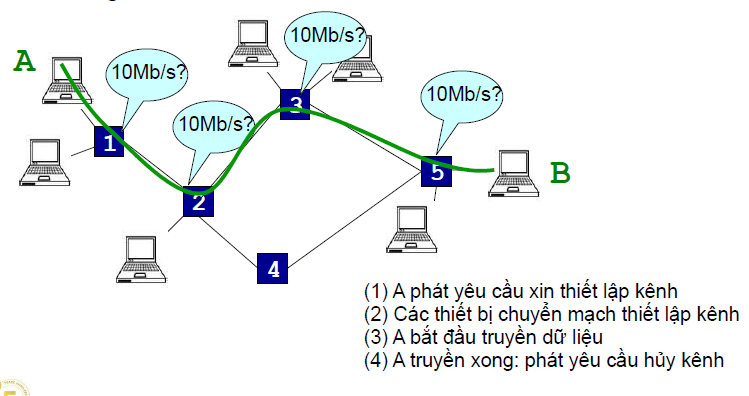 A
10Mb/s?
10Mb/s?
10Mb/s?
10Mb/s?
1
2
3
4
5
B
(1) A phát yêu cầu xin thiết lập kênh
(2) Các thiết bị chuyển mạch thiết lập kênh
(3) A bắt đầu truyền dữ liệu
(4) A truyền xong: phát yêu cầu hủy kênh